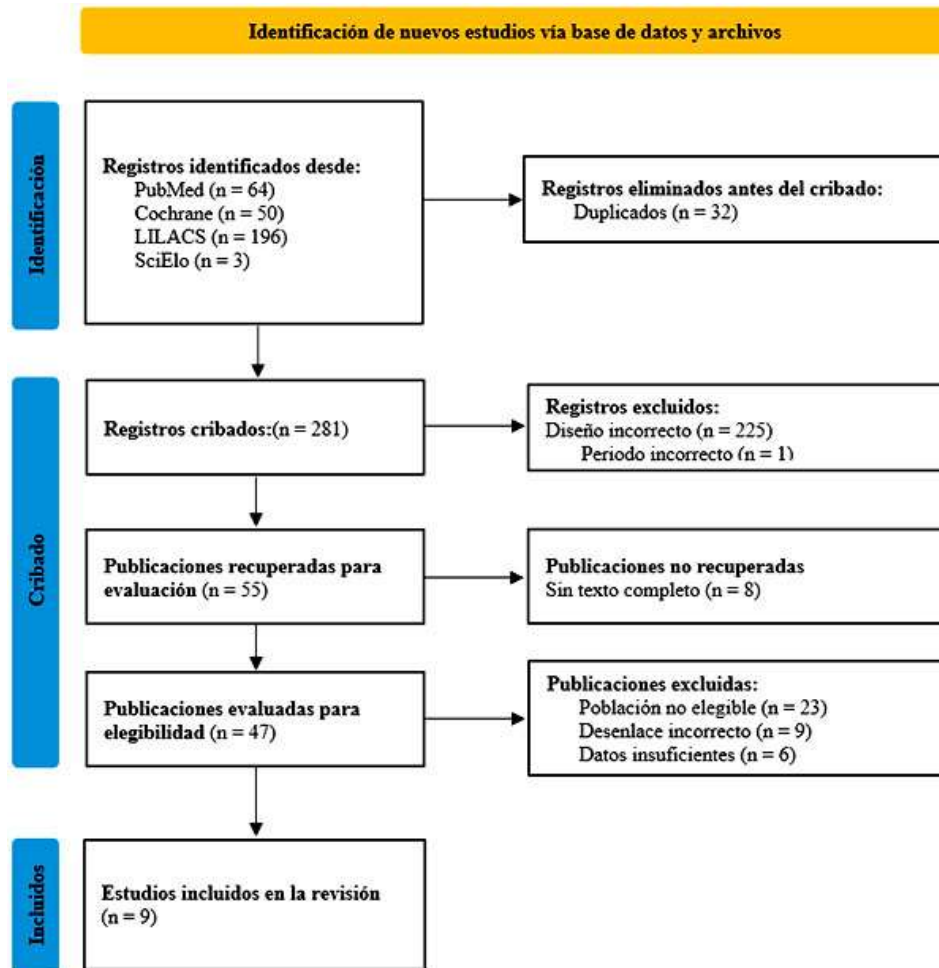 Identificación de nuevos estudios vía base de datos y archivos
Identificación
Registros identificados desde:
PubMed (n = 64)
Cochrane (n = 50)
LILACS (n = 196)
SciElo (n = 3)
Registros eliminados antes del cribado:
Duplicados (n = 32)
Cribado
Registros cribados:(n = 281)
Registros excluidos:
Diseño incorrecto (n = 225)
Periodo incorrecto (n = 1)
Publicaciones recuperadas para
evaluación (n = 55)
Publicaciones no recuperadas
Sin texto completo (n = 8)
Publicaciones evaluadas para
elegibilidad (n = 47)
Publicaciones excluidas:
Población no elegible (n = 23)
Desenlace incorrecto (n = 9)
Datos insuficientes (n = 6)
Incluidos
Estudios incluidos en la revisión
(n = 9)